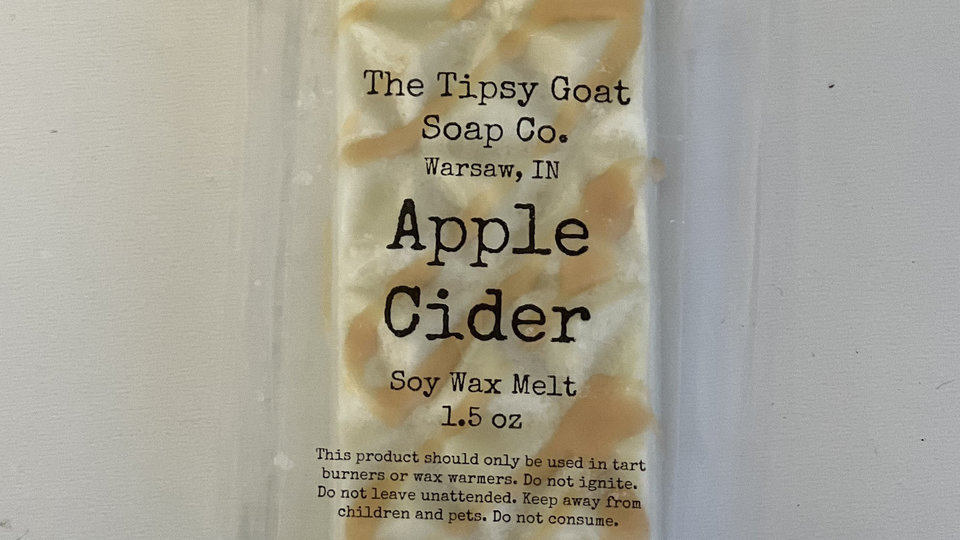 The Tipsy Goat
Soap Co.
Warsaw, IN
Apple
Cider
Soy Wax Melt
1.5 oz
This product should only be used in tart
burners or wax warmers. Do not ignite.
Do not leave unattended. Keep away from
children and pets. Do not consume.